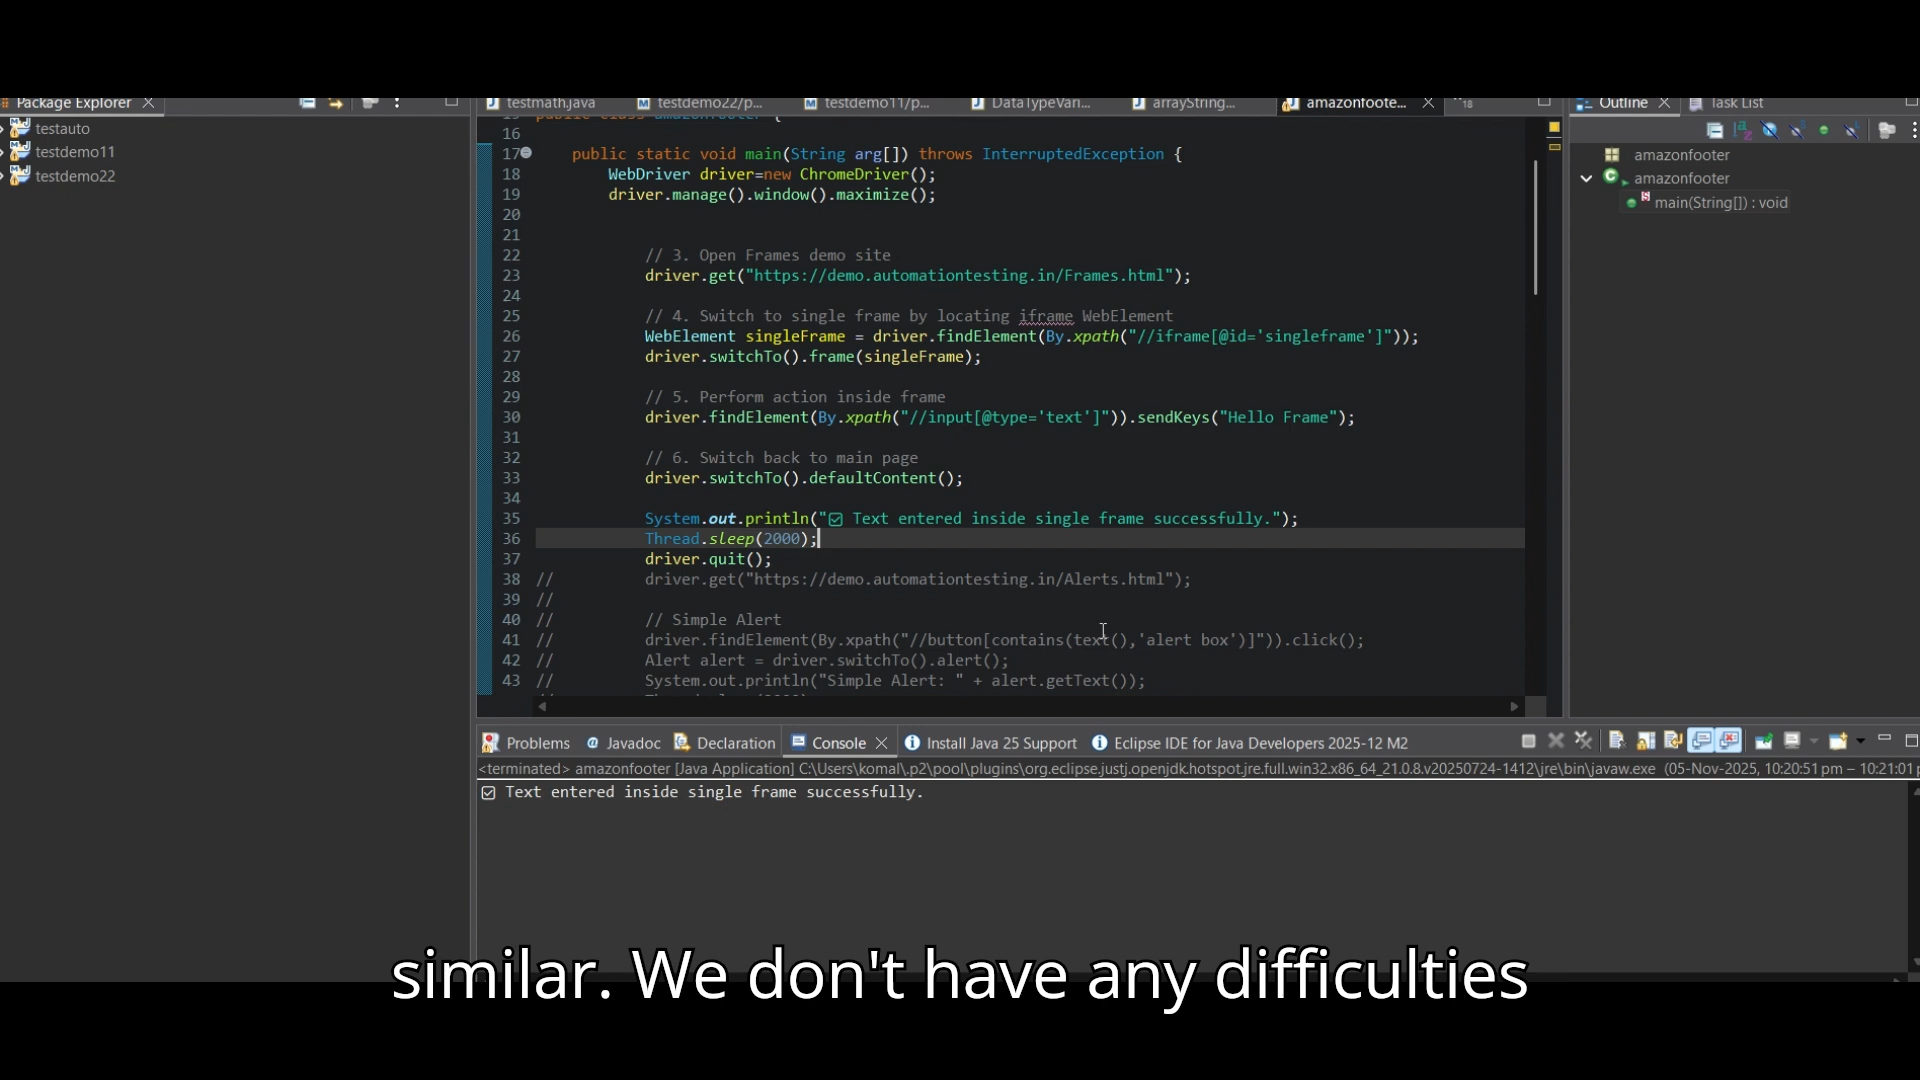 Package Explorer
testmath.java
testdemo22/p...
testdemo11/p...
DataTypeVari...
arrayString...
amazonfoote...
18
Outline
Task List
testauto
testdemo11
testdemo22
amazonfooter
amazonfooter
main(String[]) : void
15 public class amazonfooter {
16
17 public static void main(String arg[]) throws InterruptedException {
18 WebDriver driver=new ChromeDriver();
19 driver.manage().window().maximize();
20
21
22 // 3. Open Frames demo site
23 driver.get("https://demo.automationtesting.in/Frames.html");
24
25 // 4. Switch to single frame by locating iframe WebElement
26 WebElement singleFrame = driver.findElement(By.xpath("//iframe[@id='singleframe']"));
27 driver.switchTo().frame(singleFrame);
28
29 // 5. Perform action inside frame
30 driver.findElement(By.xpath("//input[@type='text']")).sendKeys("Hello Frame");
31
32 // 6. Switch back to main page
33 driver.switchTo().defaultContent();
34
35 System.out.println("☑ Text entered inside single frame successfully.");
36 Thread.sleep(2000);
37 driver.quit();
38 // driver.get("https://demo.automationtesting.in/Alerts.html");
39 //
40 // // Simple Alert
41 // driver.findElement(By.xpath("//button[contains(text(),'alert box')]")).click();
42 // Alert alert = driver.switchTo().alert();
43 // System.out.println("Simple Alert: " + alert.getText());
Problems
Javadoc
Declaration
Console
Install Java 25 Support
Eclipse IDE for Java Developers 2025-12 M2
<terminated> amazonfooter [Java Application] C:\Users\komal\.p2\pool\plugins\org.eclipse.justj.openjdk.hotspot.jre.full.win32.x86_64_21.0.8.v20250724-1412\jre\bin\javaw.exe (05-Nov-2025, 10:20:51 pm – 10:21:01 p
☑ Text entered inside single frame successfully.
similar. We don't have any difficulties